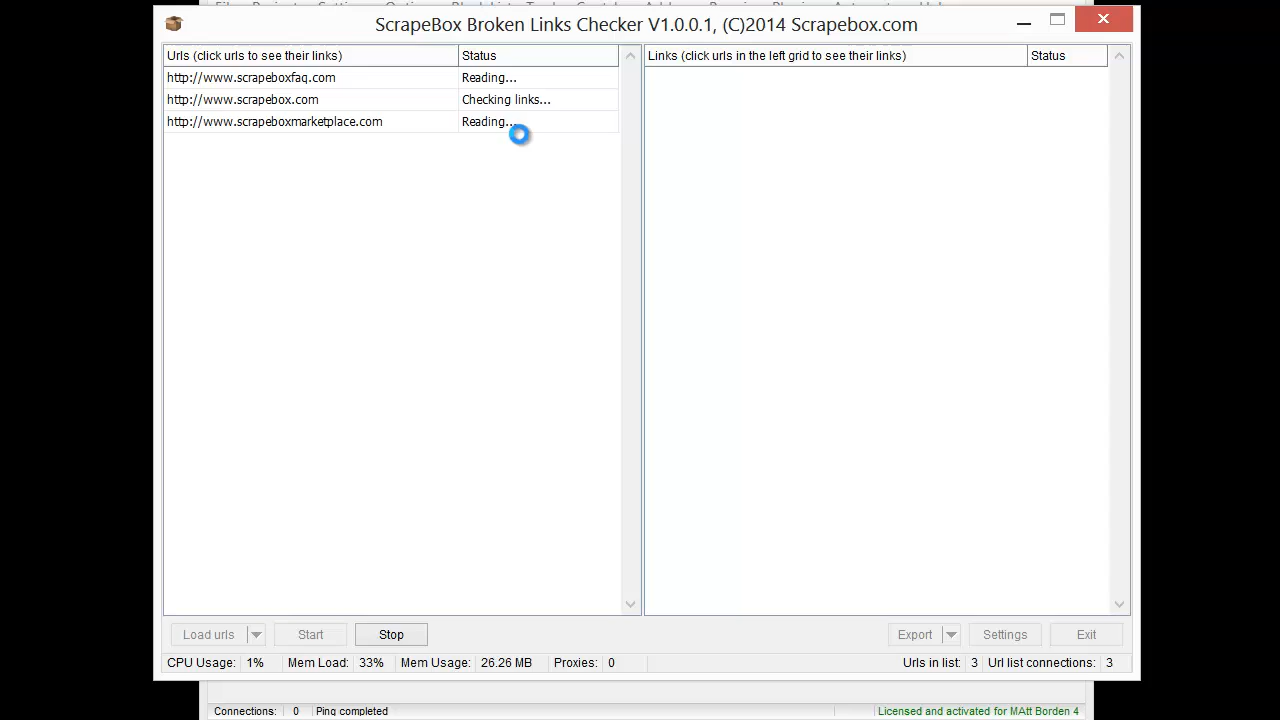 ScrapeBox Broken Links Checker V1.0.0.1, (C)2014 Scrapebox.com
Urls (click urls to see their links) Status
http://www.scrapeboxfaq.com Reading...
http://www.scrapebox.com Checking links...
http://www.scrapeboxmarketplace.com Reading...
Links (click urls in the left grid to see their links) Status
Load urls Start Stop Export Settings Exit
CPU Usage: 1% Mem Load: 33% Mem Usage: 26.26 MB Proxies: 0 Urls in list: 3 Url list connections: 3
Connections: 0 Ping completed Licensed and activated for MAtt Borden 4